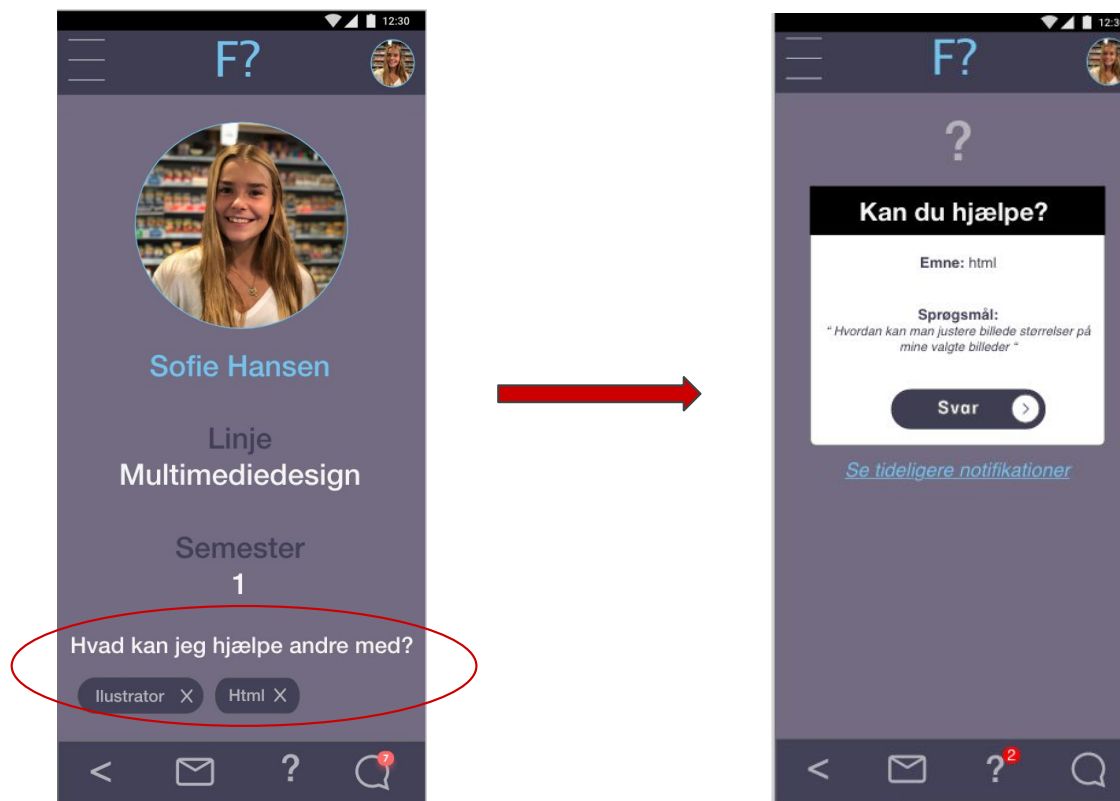 12:30
F?
Sofie Hansen
Linje
Multimediedesign
Semester
1
Hvad kan jeg hjælpe andre med?
Ilustrator X
Html X
< ? 7
12:3
F?
?
Kan du hjælpe?
Emne: html
Sprøgsmål:
“ Hvordan kan man justere billede størrelser på
mine valgte billeder “
Svar >
Se tideligere notifikationer
< ? 2